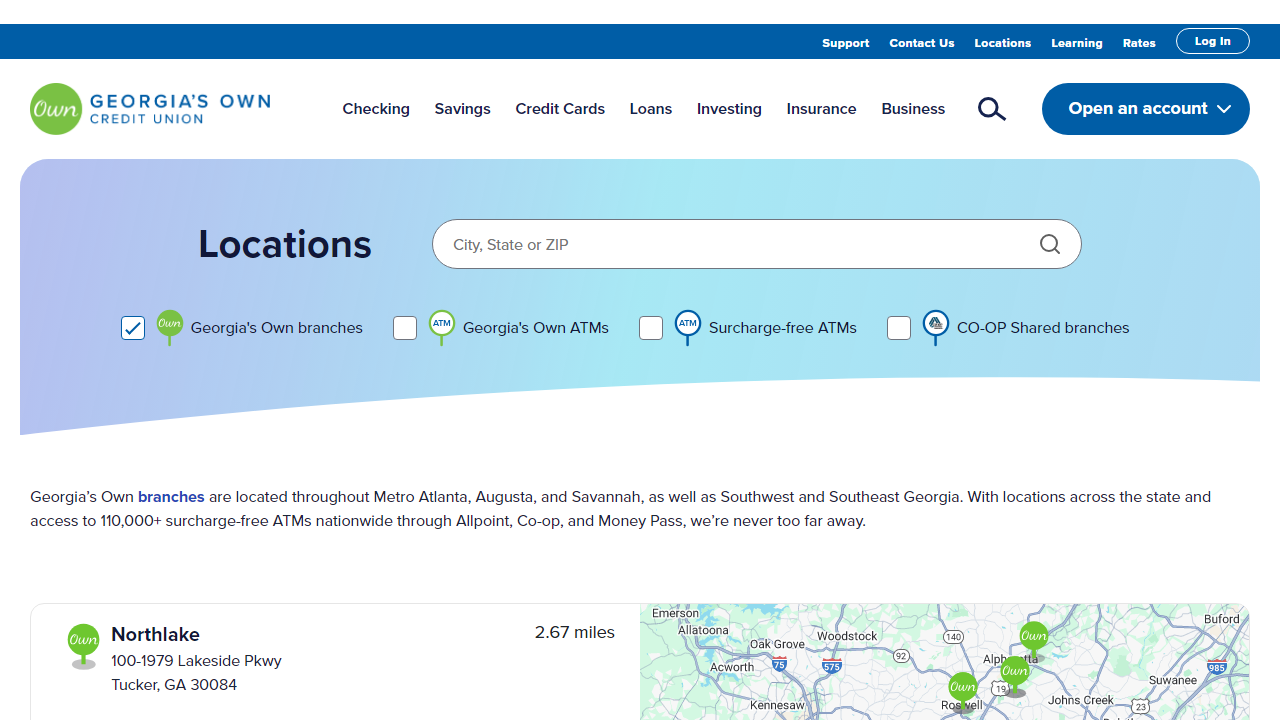 Support Contact Us Locations Learning Rates Log In
Own GEORGIA'S OWN
CREDIT UNION
Checking Savings Credit Cards Loans Investing Insurance Business Open an account
Locations
City, State or ZIP
Own Georgia's Own branches ATM Georgia's Own ATMs ATM Surcharge-free ATMs CO-OP Shared branches
Georgia’s Own branches are located throughout Metro Atlanta, Augusta, and Savannah, as well as Southwest and Southeast Georgia. With locations across the state and
access to 110,000+ surcharge-free ATMs nationwide through Allpoint, Co-op, and Money Pass, we’re never too far away.
Own Northlake 2.67 miles
100-1979 Lakeside Pkwy
Tucker, GA 30084
Emerson
Buford
Allatoona
Oak Grove
Woodstock
140
Own
92
Acworth
75
575
Own
985
Suwanee
Own
19
Johns Creek
Kennesaw
Roswell
23